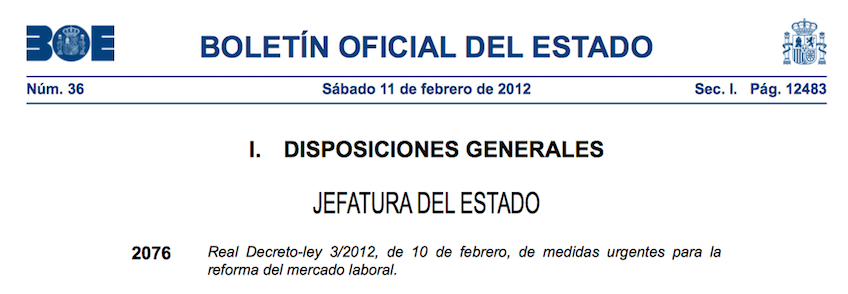 BOE
BOLETÍN OFICIAL DEL ESTADO
Núm. 36 Sábado 11 de febrero de 2012 Sec. I. Pág. 12483
I. DISPOSICIONES GENERALES
JEFATURA DEL ESTADO
2076 Real Decreto-ley 3/2012, de 10 de febrero, de medidas urgentes para la
reforma del mercado laboral.